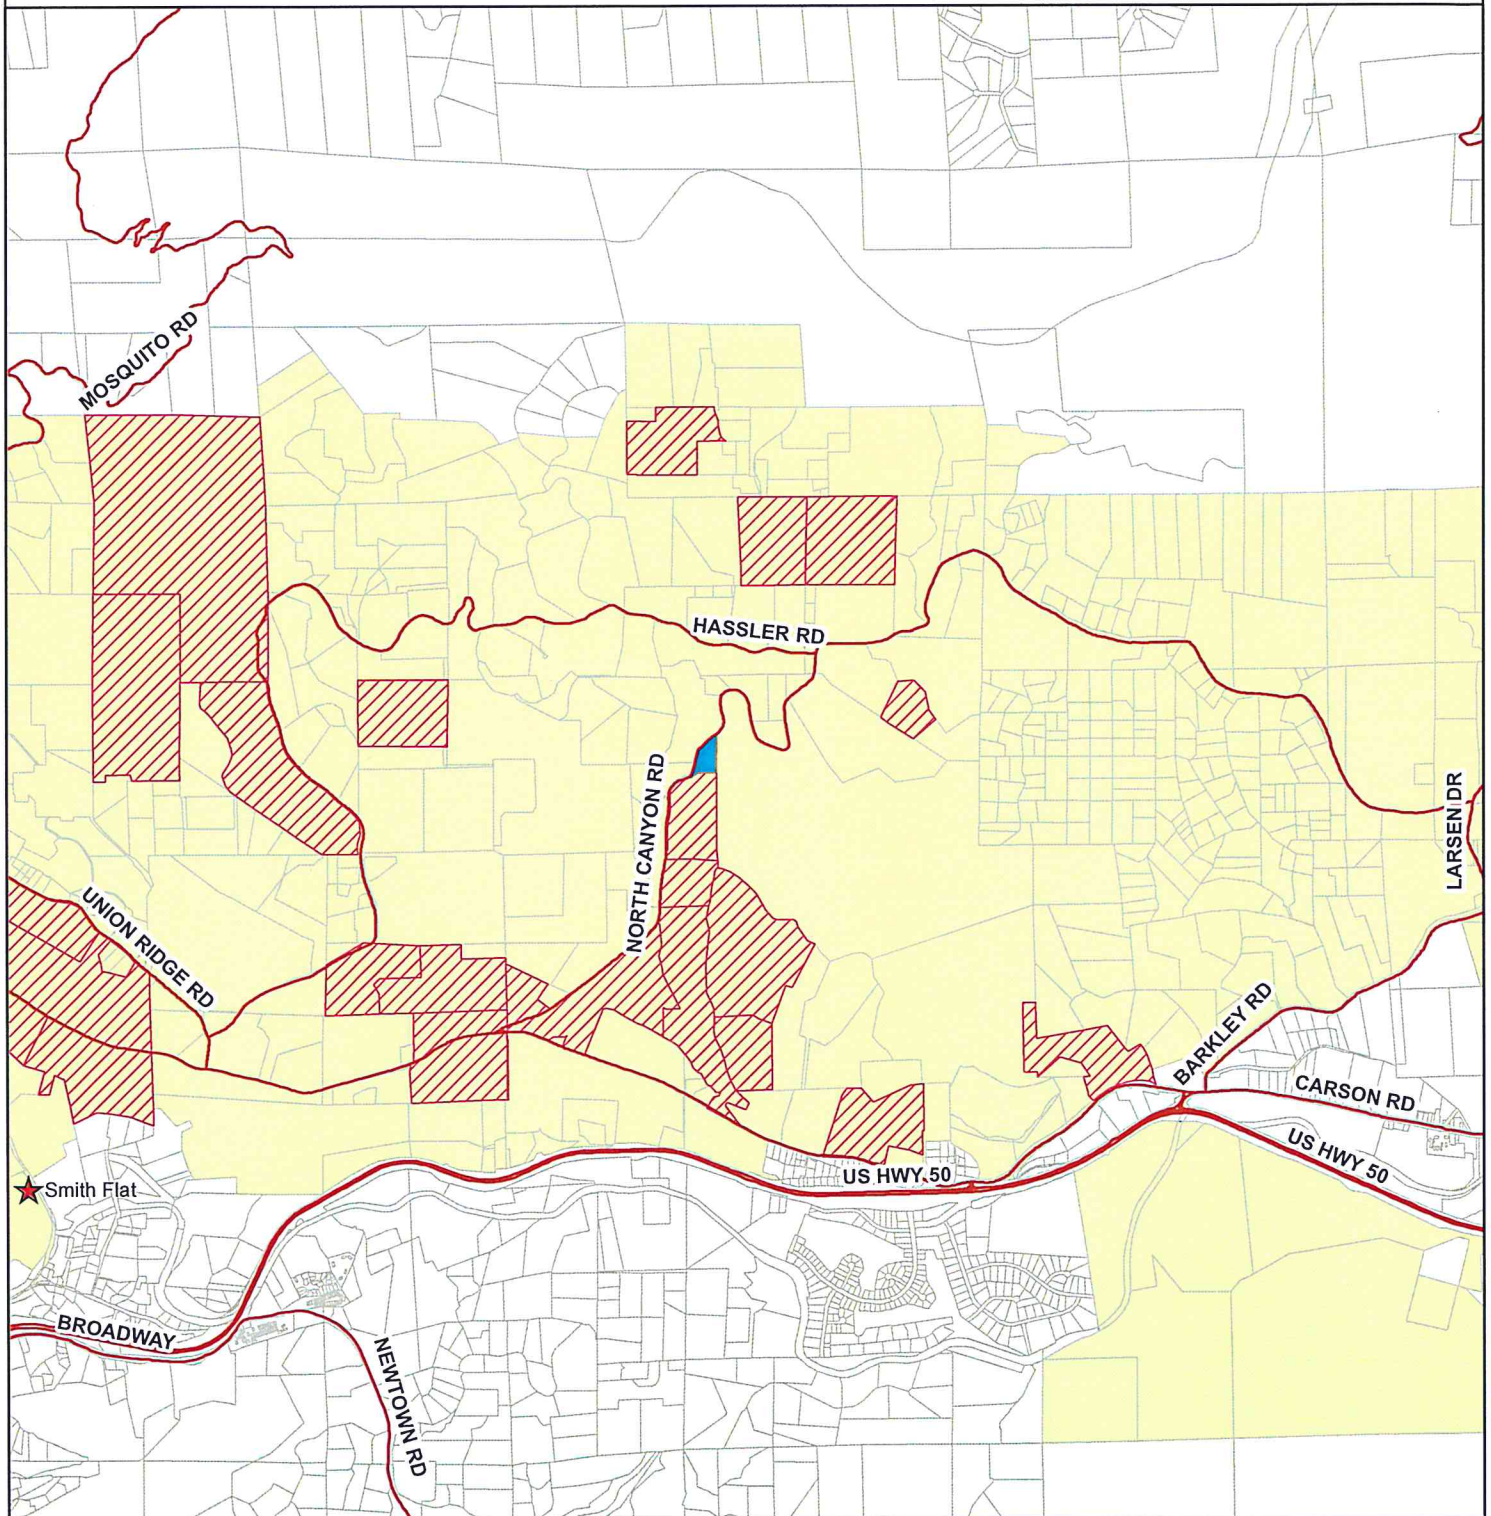 MOSQUITO RD
HASSLER RD
NORTH CANYON RD
LARSEN DR
UNION RIDGE RD
BARKLEY RD
CARSON RD
US HWY 50
US HWY 50
Smith Flat
BROADWAY
NEWTOWN RD